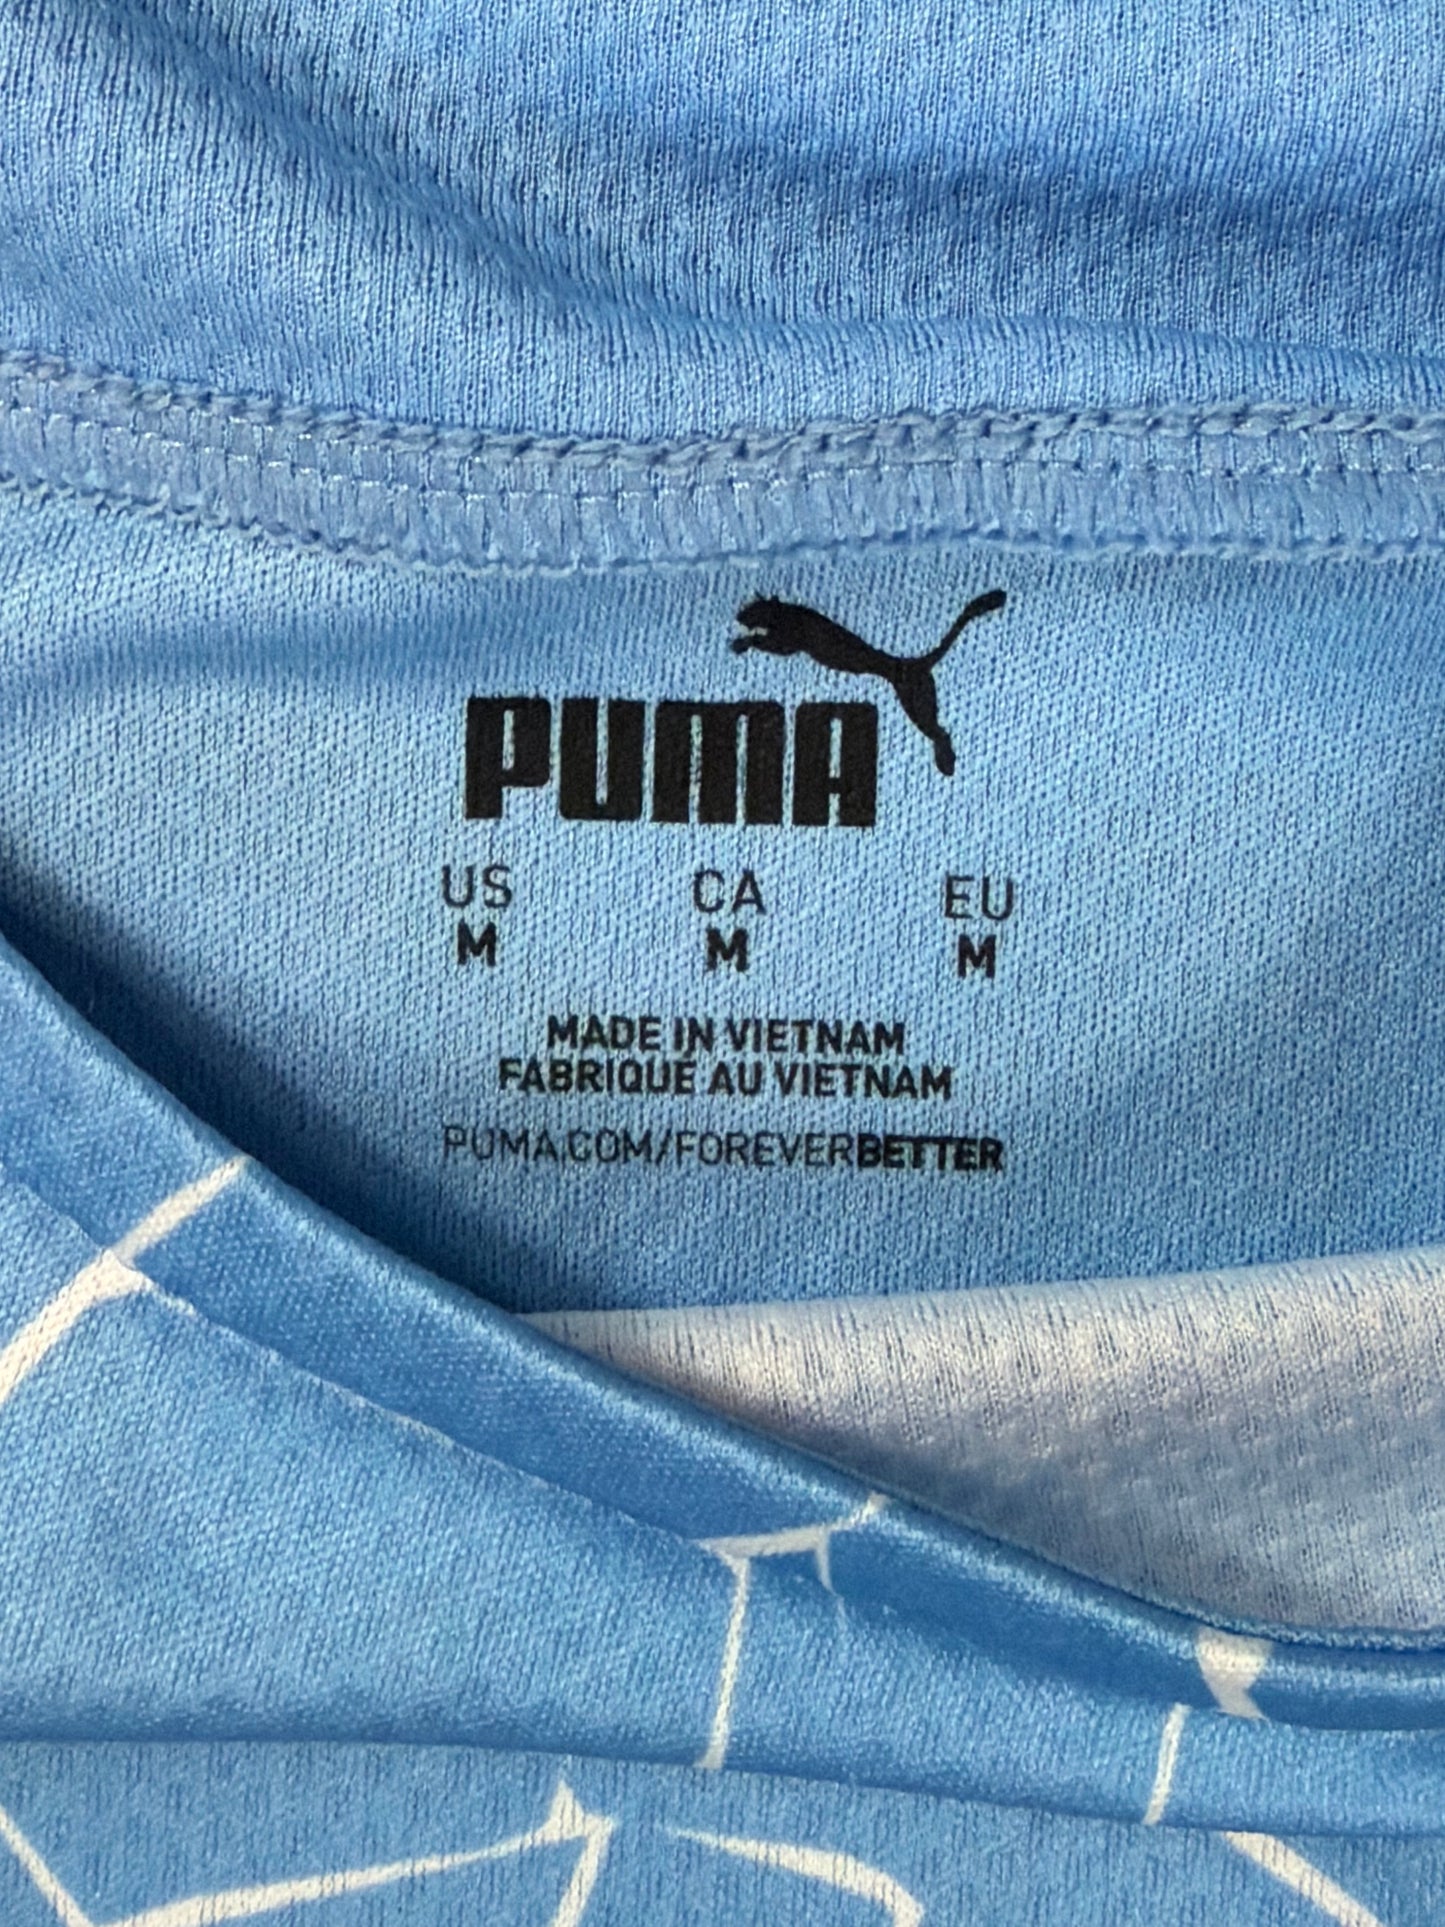 PUMA
US CA EU
M M M
MADE IN VIETNAM
FABRIQUÉ AU VIETNAM
PUMA.COM/FOREVERBETTER